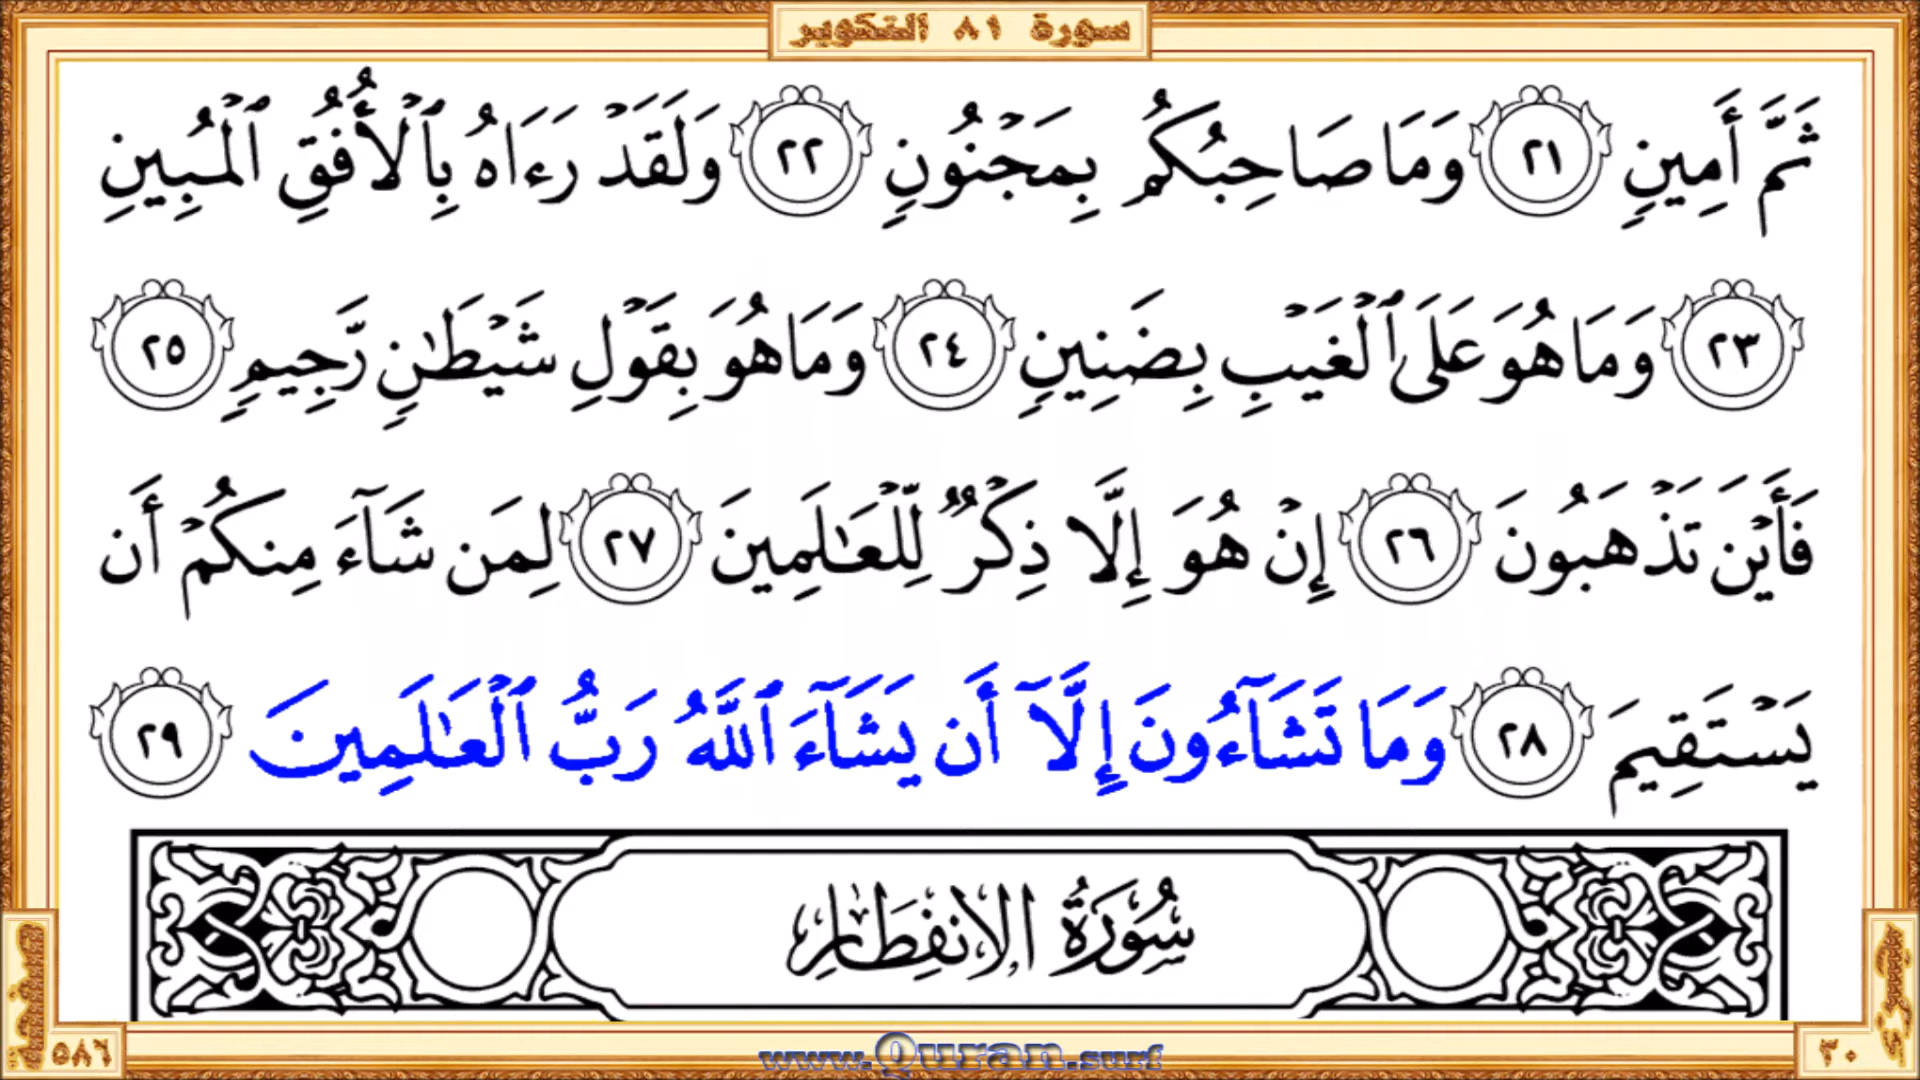 سورة ٨١ التكوير
ثَمَّ أَمِينٍ ٢١ وَمَا صَاحِبُكُم بِمَجْنُونٍ ٢٢ وَلَقَدْ رَءَاهُ بِٱلْأُفُقِ ٱلْمُبِينِ
٢٣ وَمَا هُوَ عَلَى ٱلْغَيْبِ بِضَنِينٍ ٢٤ وَمَا هُوَ بِقَوْلِ شَيْطَٰنٍ رَّجِيمٍ ٢٥
فَأَيْنَ تَذْهَبُونَ ٢٦ إِنْ هُوَ إِلَّا ذِكْرٌ لِّلْعَٰلَمِينَ ٢٧ لِمَن شَآءَ مِنكُمْ أَن
يَسْتَقِيمَ ٢٨ وَمَا تَشَآءُونَ إِلَّآ أَن يَشَآءَ ٱللَّهُ رَبُّ ٱلْعَٰلَمِينَ ٢٩
سُورَةُ الانفِطَارِ
٣٠
الصفحة ٥٨٦
www.Quran.surf